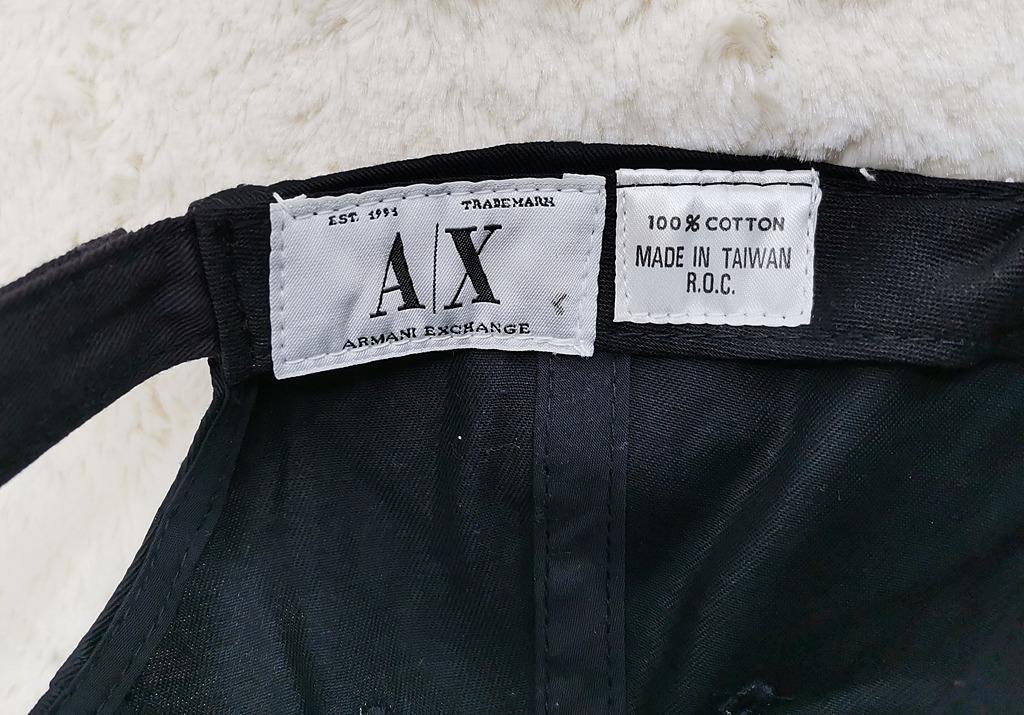 EST. 1991 TRADEMARK
A|X
ARMANI EXCHANGE
100% COTTON
MADE IN TAIWAN
R.O.C.